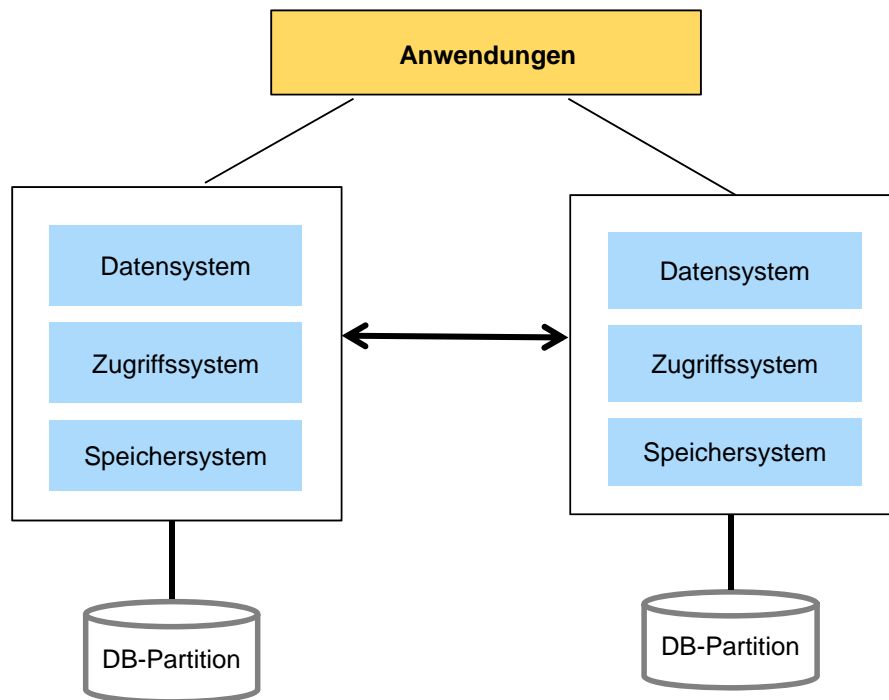 Anwendungen
Datensystem
Zugriffssystem
Speichersystem
DB-Partition
Datensystem
Zugriffssystem
Speichersystem
DB-Partition